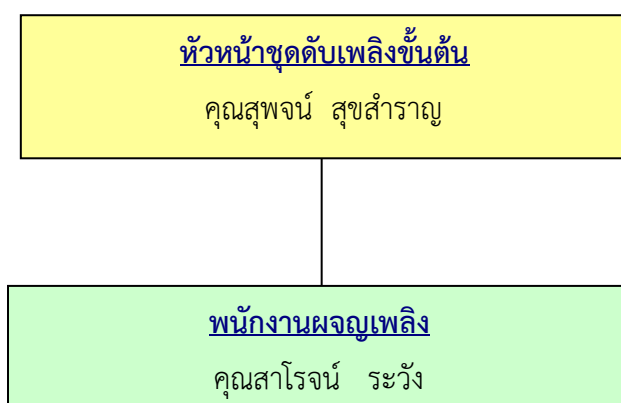 หัวหน้าชุดดับเพลิงขั้นต้น
คุณสุพจน์ สุขสำราญ
พนักงานผจญเพลิง
คุณสาโรจน์ ระวัง